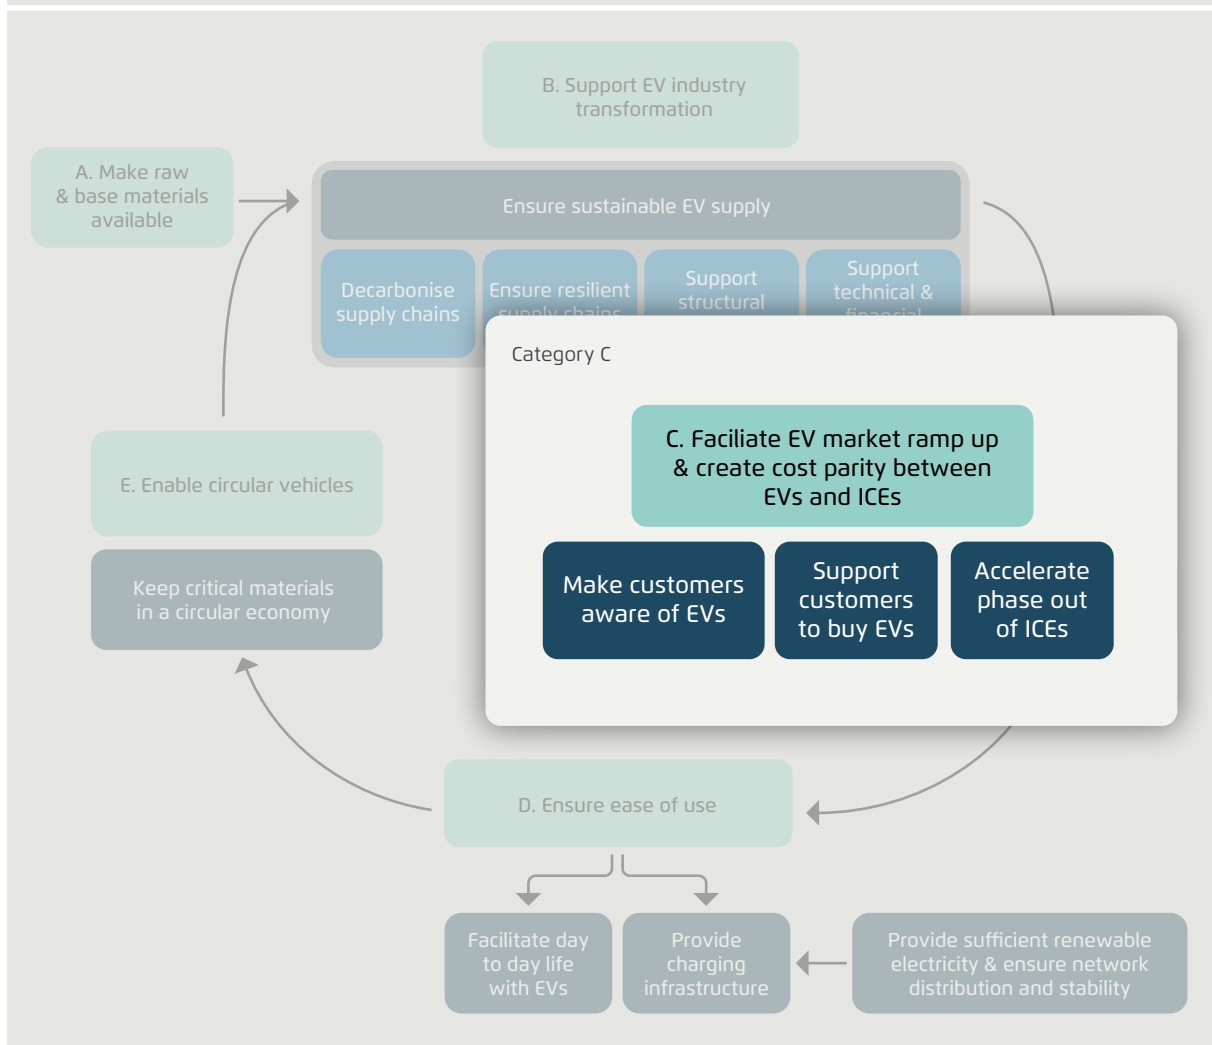 B. Support EV industry
transformation
A. Make raw
& base materials
available
Ensure sustainable EV supply
Decarbonise
supply chains
Ensure resilient
supply chains
Support
structural
Support
technical &
financial
Category C
C. Faciliate EV market ramp up
& create cost parity between
EVs and ICEs
Make customers
aware of EVs
Support
customers
to buy EVs
Accelerate
phase out
of ICEs
E. Enable circular vehicles
Keep critical materials
in a circular economy
D. Ensure ease of use
Facilitate day
to day life
with EVs
Provide
charging
infrastructure
Provide sufficient renewable
electricity & ensure network
distribution and stability